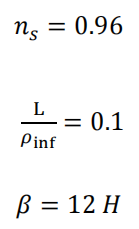 n_s = 0.96
L / ρ_inf = 0.1
β = 12 H